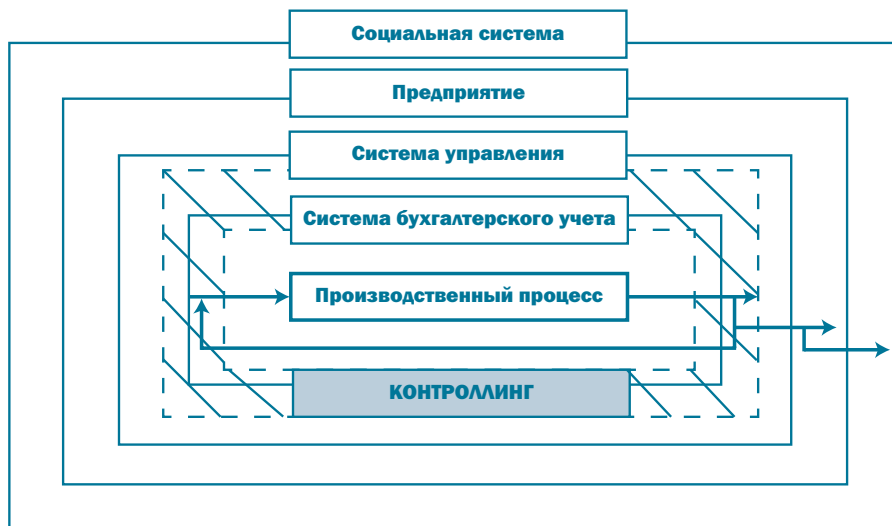 Социальная система
Предприятие
Система управления
Система бухгалтерского учета
Производственный процесс
КОНТРОЛЛИНГ